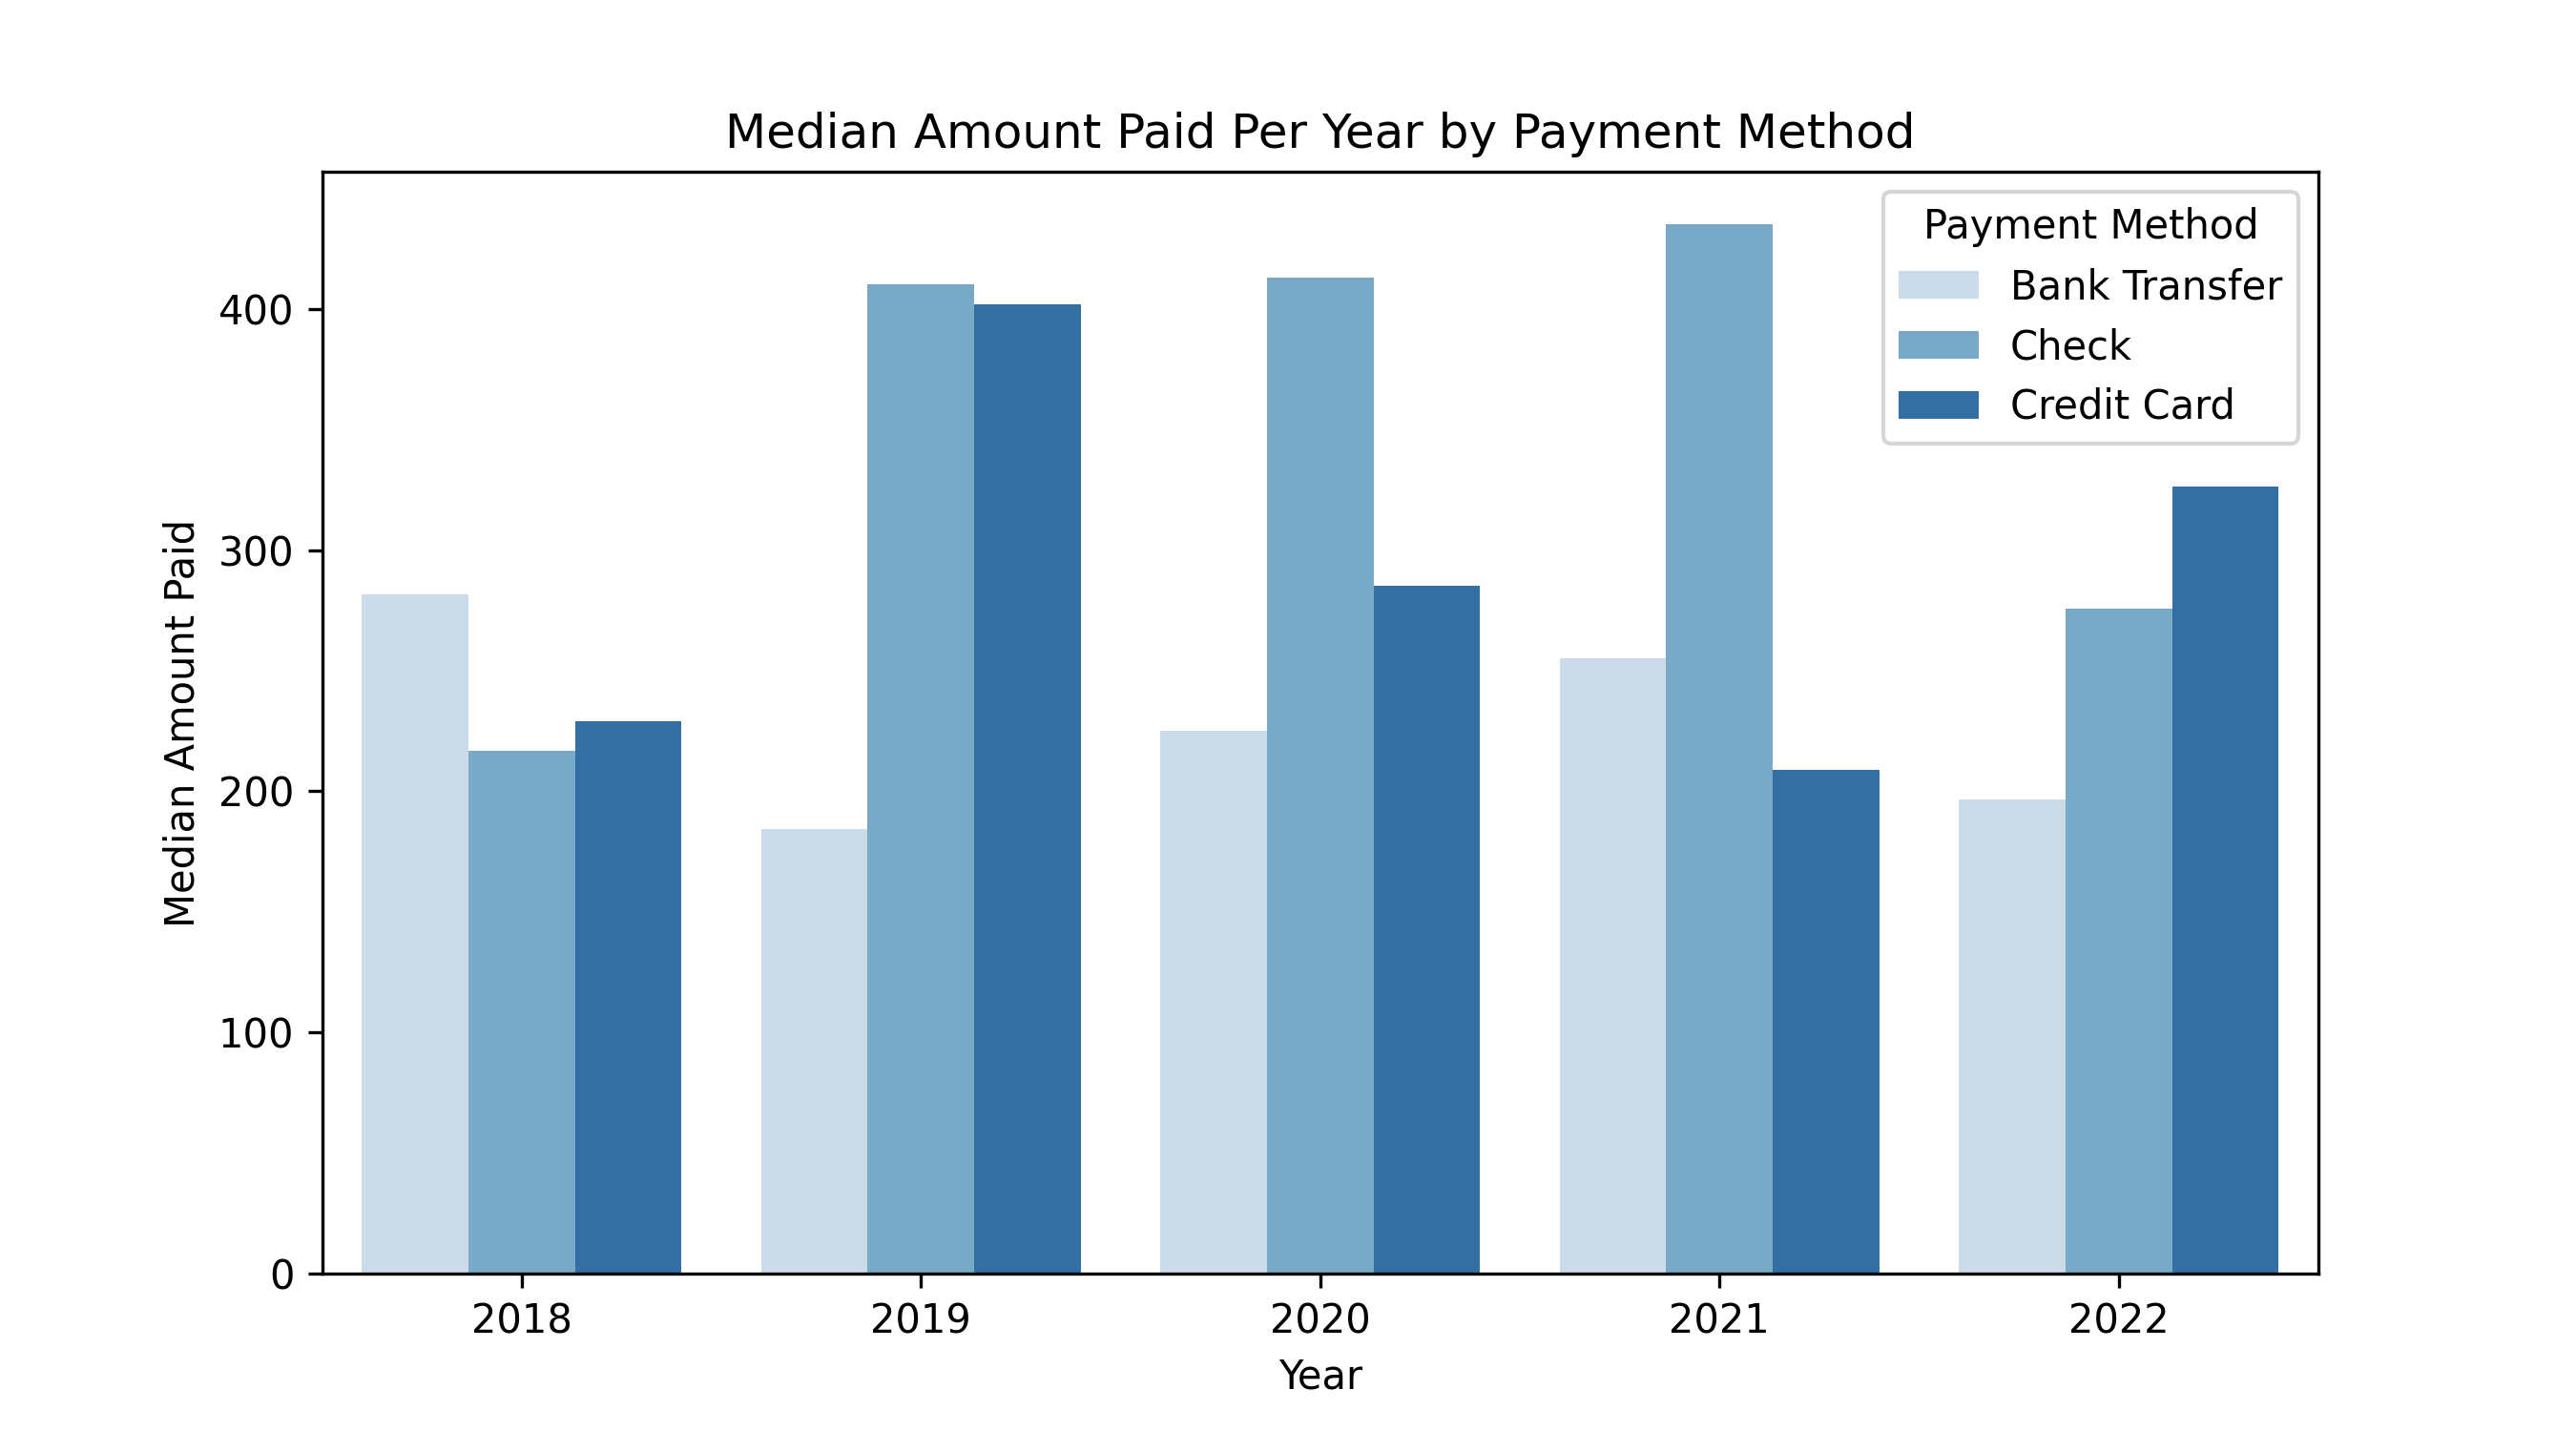 Median Amount Paid Per Year by Payment Method
Payment Method
Bank Transfer
Check
Credit Card
Median Amount Paid
400
300
200
100
0
2018 2019 2020 2021 2022
Year